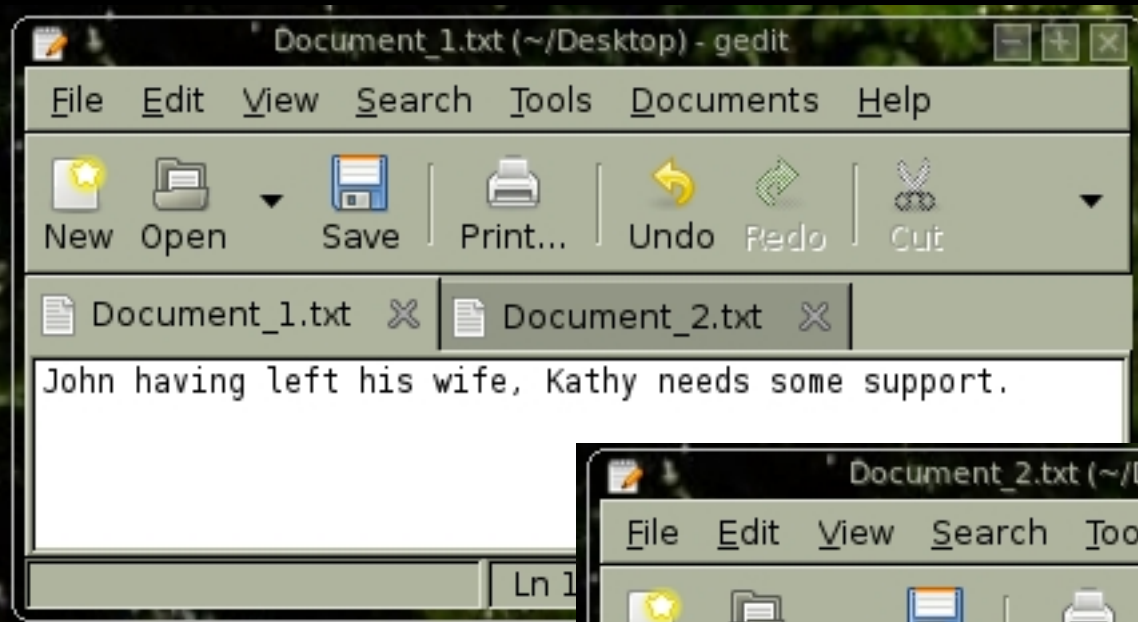 Document_1.txt (~/Desktop) - gedit
File Edit View Search Tools Documents Help
New Open Save Print... Undo Redo Cut
Document_1.txt Document_2.txt
John having left his wife, Kathy needs some support.
Ln 1
Document_2.txt (~/D
File Edit View Search Too